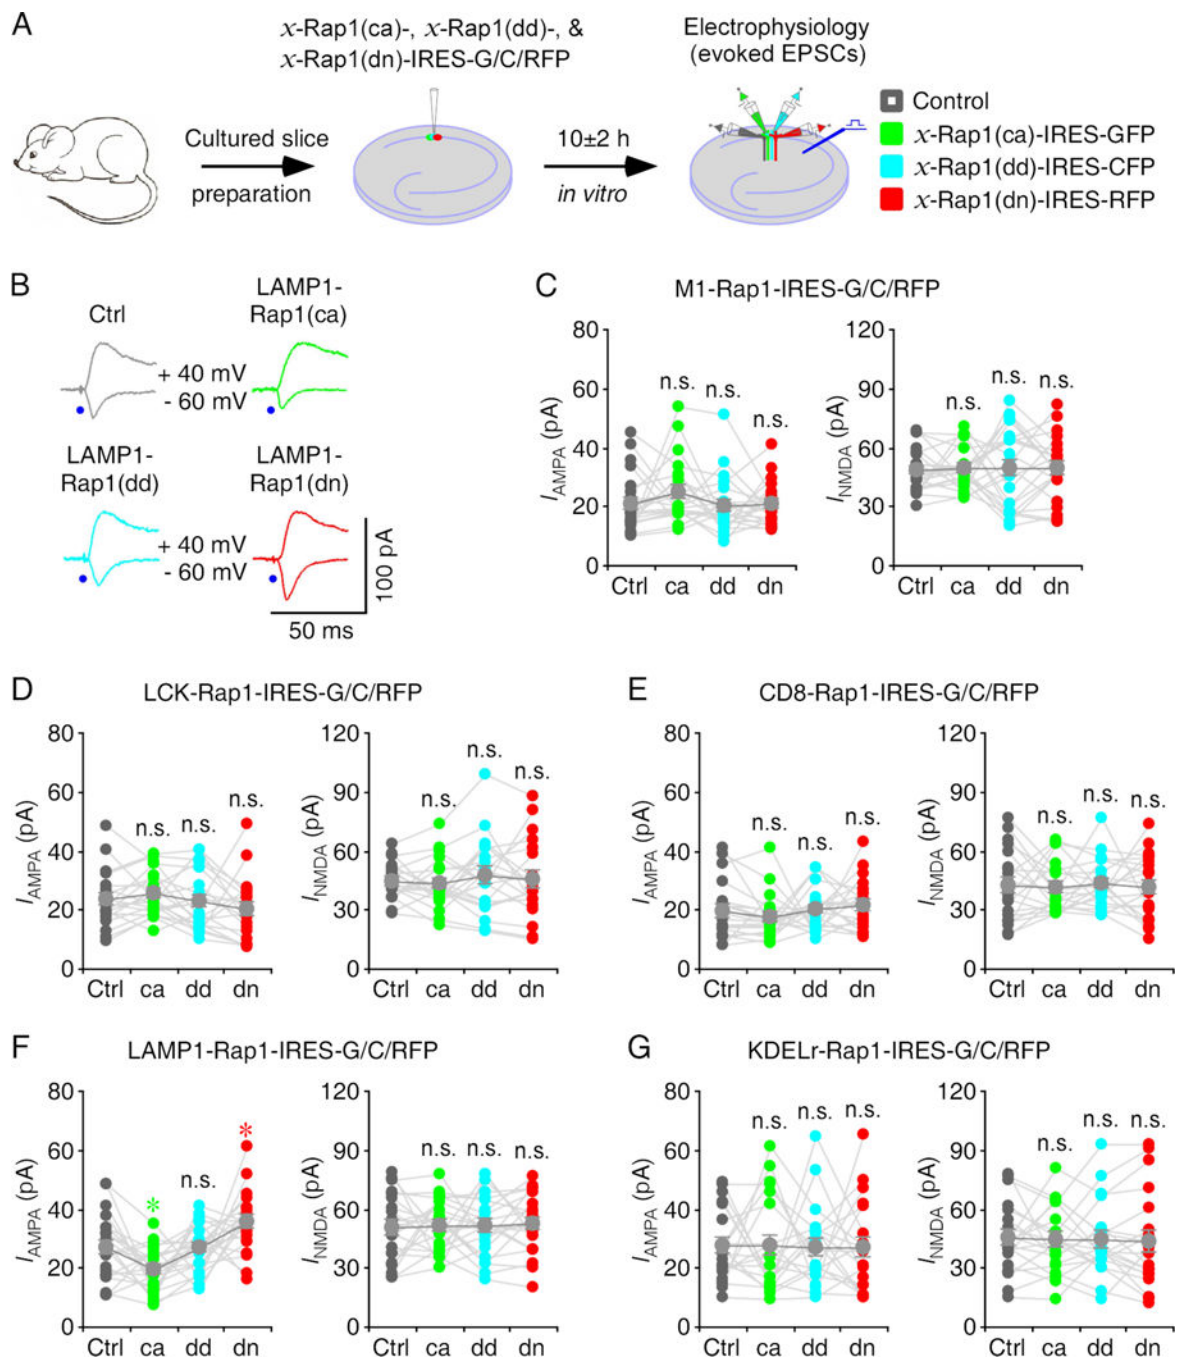 A
x-Rap1(ca)-, x-Rap1(dd)-, &
x-Rap1(dn)-IRES-G/C/RFP
Electrophysiology
(evoked EPSCs)
Cultured slice
preparation
10±2 h
in vitro
Control
x-Rap1(ca)-IRES-GFP
x-Rap1(dd)-IRES-CFP
x-Rap1(dn)-IRES-RFP
B
Ctrl
LAMP1-
Rap1(ca)
+ 40 mV
- 60 mV
LAMP1-
Rap1(dd)
LAMP1-
Rap1(dn)
+ 40 mV
- 60 mV
100 pA
50 ms
C
M1-Rap1-IRES-G/C/RFP
IAMPA (pA)
80
60
40
20
0
n.s.
n.s.
n.s.
Ctrl ca dd dn
INMDA (pA)
120
90
60
30
0
n.s.
n.s.
n.s.
Ctrl ca dd dn
D
LCK-Rap1-IRES-G/C/RFP
IAMPA (pA)
80
60
40
20
0
n.s.
n.s.
n.s.
Ctrl ca dd dn
INMDA (pA)
120
90
60
30
0
n.s.
n.s.
n.s.
Ctrl ca dd dn
E
CD8-Rap1-IRES-G/C/RFP
IAMPA (pA)
80
60
40
20
0
n.s.
n.s.
n.s.
Ctrl ca dd dn
INMDA (pA)
120
90
60
30
0
n.s.
n.s.
n.s.
Ctrl ca dd dn
F
LAMP1-Rap1-IRES-G/C/RFP
IAMPA (pA)
80
60
40
20
0
*
n.s.
*
Ctrl ca dd dn
INMDA (pA)
120
90
60
30
0
n.s.
n.s.
n.s.
Ctrl ca dd dn
G
KDELr-Rap1-IRES-G/C/RFP
IAMPA (pA)
80
60
40
20
0
n.s.
n.s.
n.s.
Ctrl ca dd dn
INMDA (pA)
120
90
60
30
0
n.s.
n.s.
n.s.
Ctrl ca dd dn